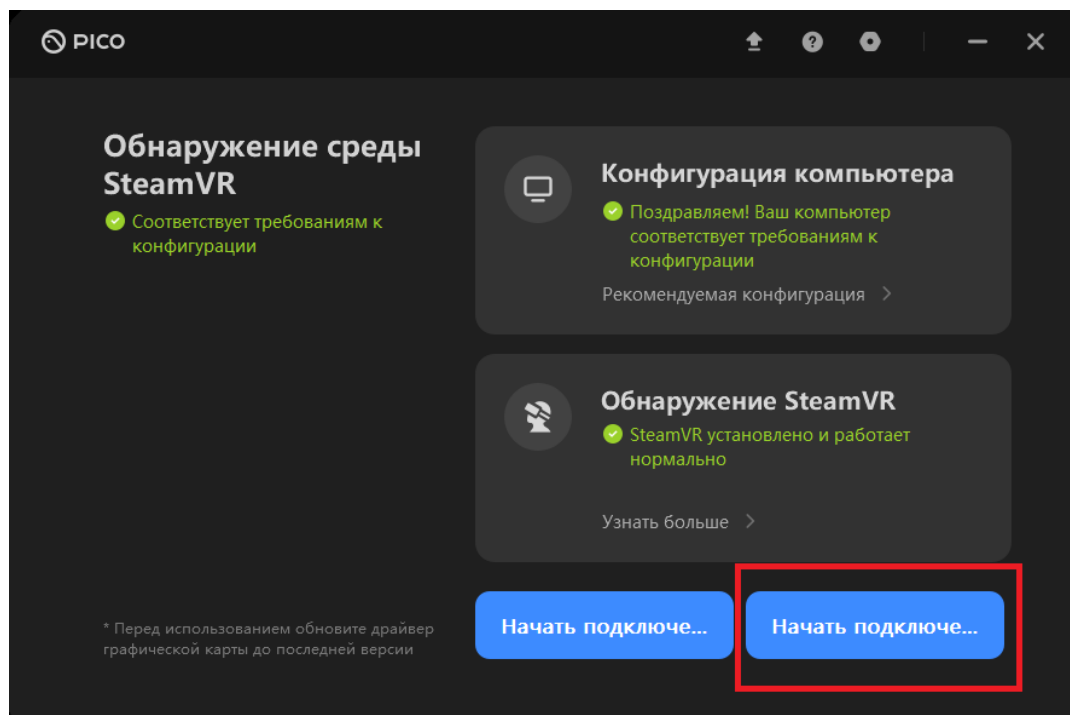 PICO
Обнаружение среды
SteamVR
Соответствует требованиям к
конфигурации
Конфигурация компьютера
Поздравляем! Ваш компьютер
соответствует требованиям к
конфигурации
Рекомендуемая конфигурация
Обнаружение SteamVR
SteamVR установлено и работает
нормально
Узнать больше
* Перед использованием обновите драйвер
графической карты до последней версии
Начать подключе...
Начать подключе...